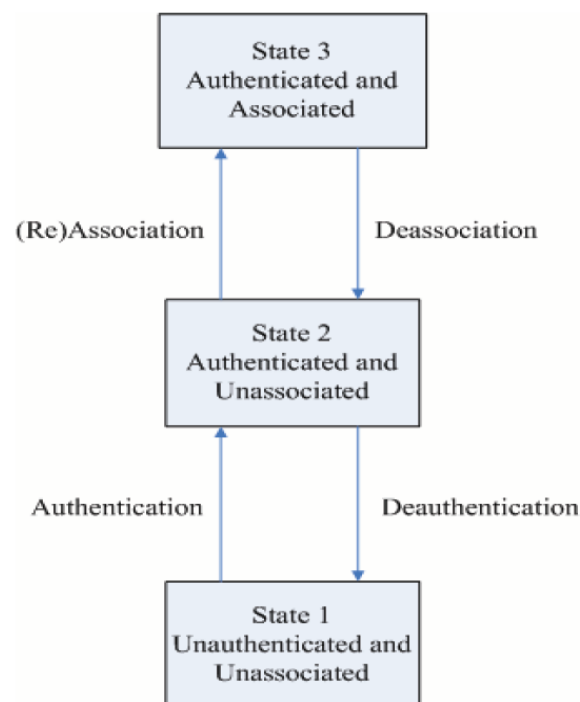 State 3
Authenticated and
Associated
(Re)Association
Deassociation
State 2
Authenticated and
Unassociated
Authentication
Deauthentication
State 1
Unauthenticated and
Unassociated